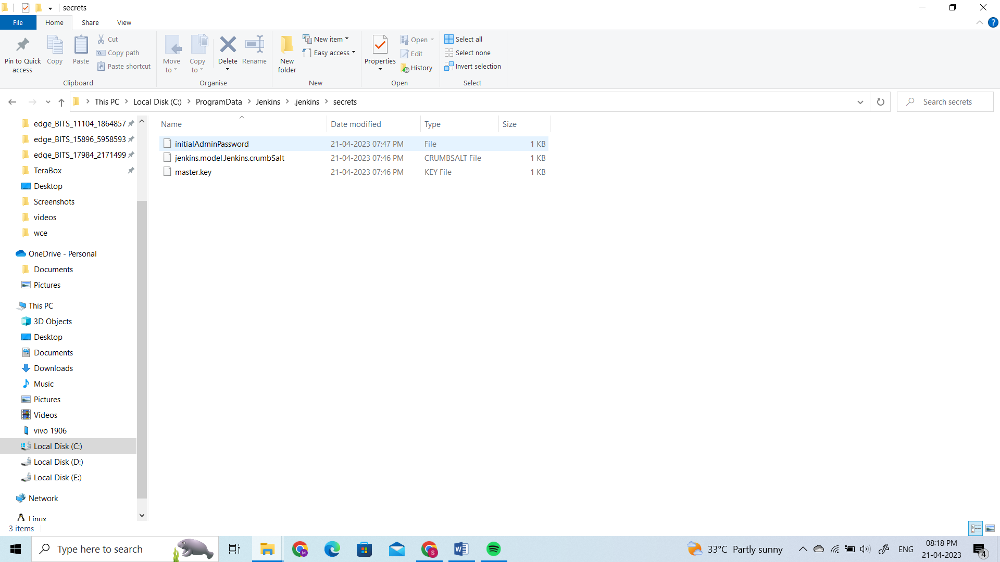 secrets
File
Home
Share
View
?
Pin to Quick access
Copy
Paste
Cut
Copy path
Paste shortcut
Clipboard
Move to
Copy to
Delete
Rename
Organise
New folder
New item
Easy access
New
Properties
Open
Edit
History
Open
Select all
Select none
Invert selection
Select
This PC > Local Disk (C:) > ProgramData > Jenkins > .jenkins > secrets
Search secrets
Name Date modified Type Size
initialAdminPassword 21-04-2023 07:47 PM File 1 KB
jenkins.model.Jenkins.crumbSalt 21-04-2023 07:46 PM CRUMBSALT File 1 KB
master.key 21-04-2023 07:46 PM KEY File 1 KB
edge_BITS_11104_1864857
edge_BITS_15896_5958593
edge_BITS_17984_2171499
TeraBox
Desktop
Screenshots
videos
wce
OneDrive - Personal
Documents
Pictures
This PC
3D Objects
Desktop
Documents
Downloads
Music
Pictures
Videos
vivo 1906
Local Disk (C:)
Local Disk (D:)
Local Disk (E:)
Network
Linux
3 items
Type here to search
M
S
W
33°C Partly sunny
ENG
08:18 PM
21-04-2023
4